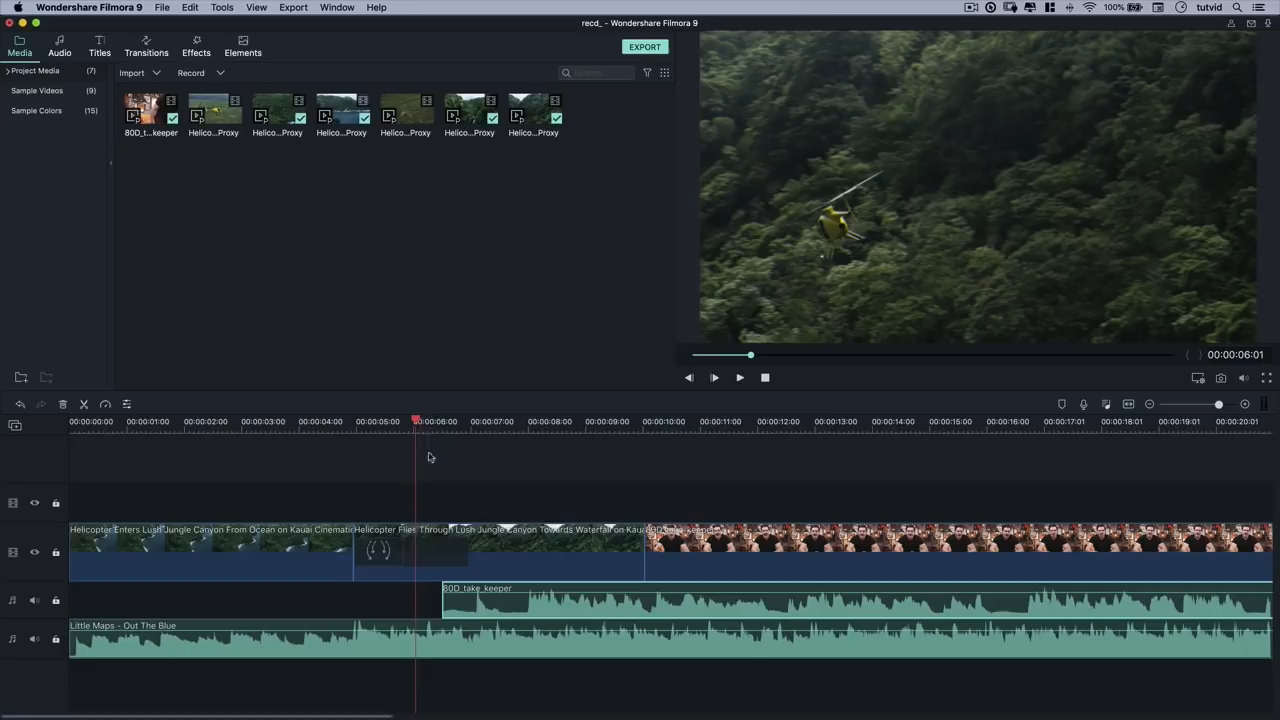 Wondershare Filmora 9 File Edit Tools View Export Window Help 100% tutvid
recd_ - Wondershare Filmora 9
Media Audio Titles Transitions Effects Elements EXPORT
Project Media (7) Import Record
Sample Videos (9)
Sample Colors (15)
80D_t...keeper Helico...Proxy Helico...Proxy Helico...Proxy Helico...Proxy Helico...Proxy Helico...Proxy
00:00:06:01
00:00:00:00 00:00:01:00 00:00:02:00 00:00:03:00 00:00:04:00 00:00:05:00 00:00:06:00 00:00:07:00 00:00:08:00 00:00:09:00 00:00:10:00 00:00:11:00 00:00:12:00 00:00:13:00 00:00:14:00 00:00:15:00 00:00:16:00 00:00:17:01 00:00:18:01 00:00:19:01 00:00:20:01
Helicopter Enters Lush Jungle Canyon From Ocean on Kauai Cinematic Helicopter Flies Through Lush Jungle Canyon Towards Waterfall on Kaua
80D_take_keeper
Little Maps - Out The Blue